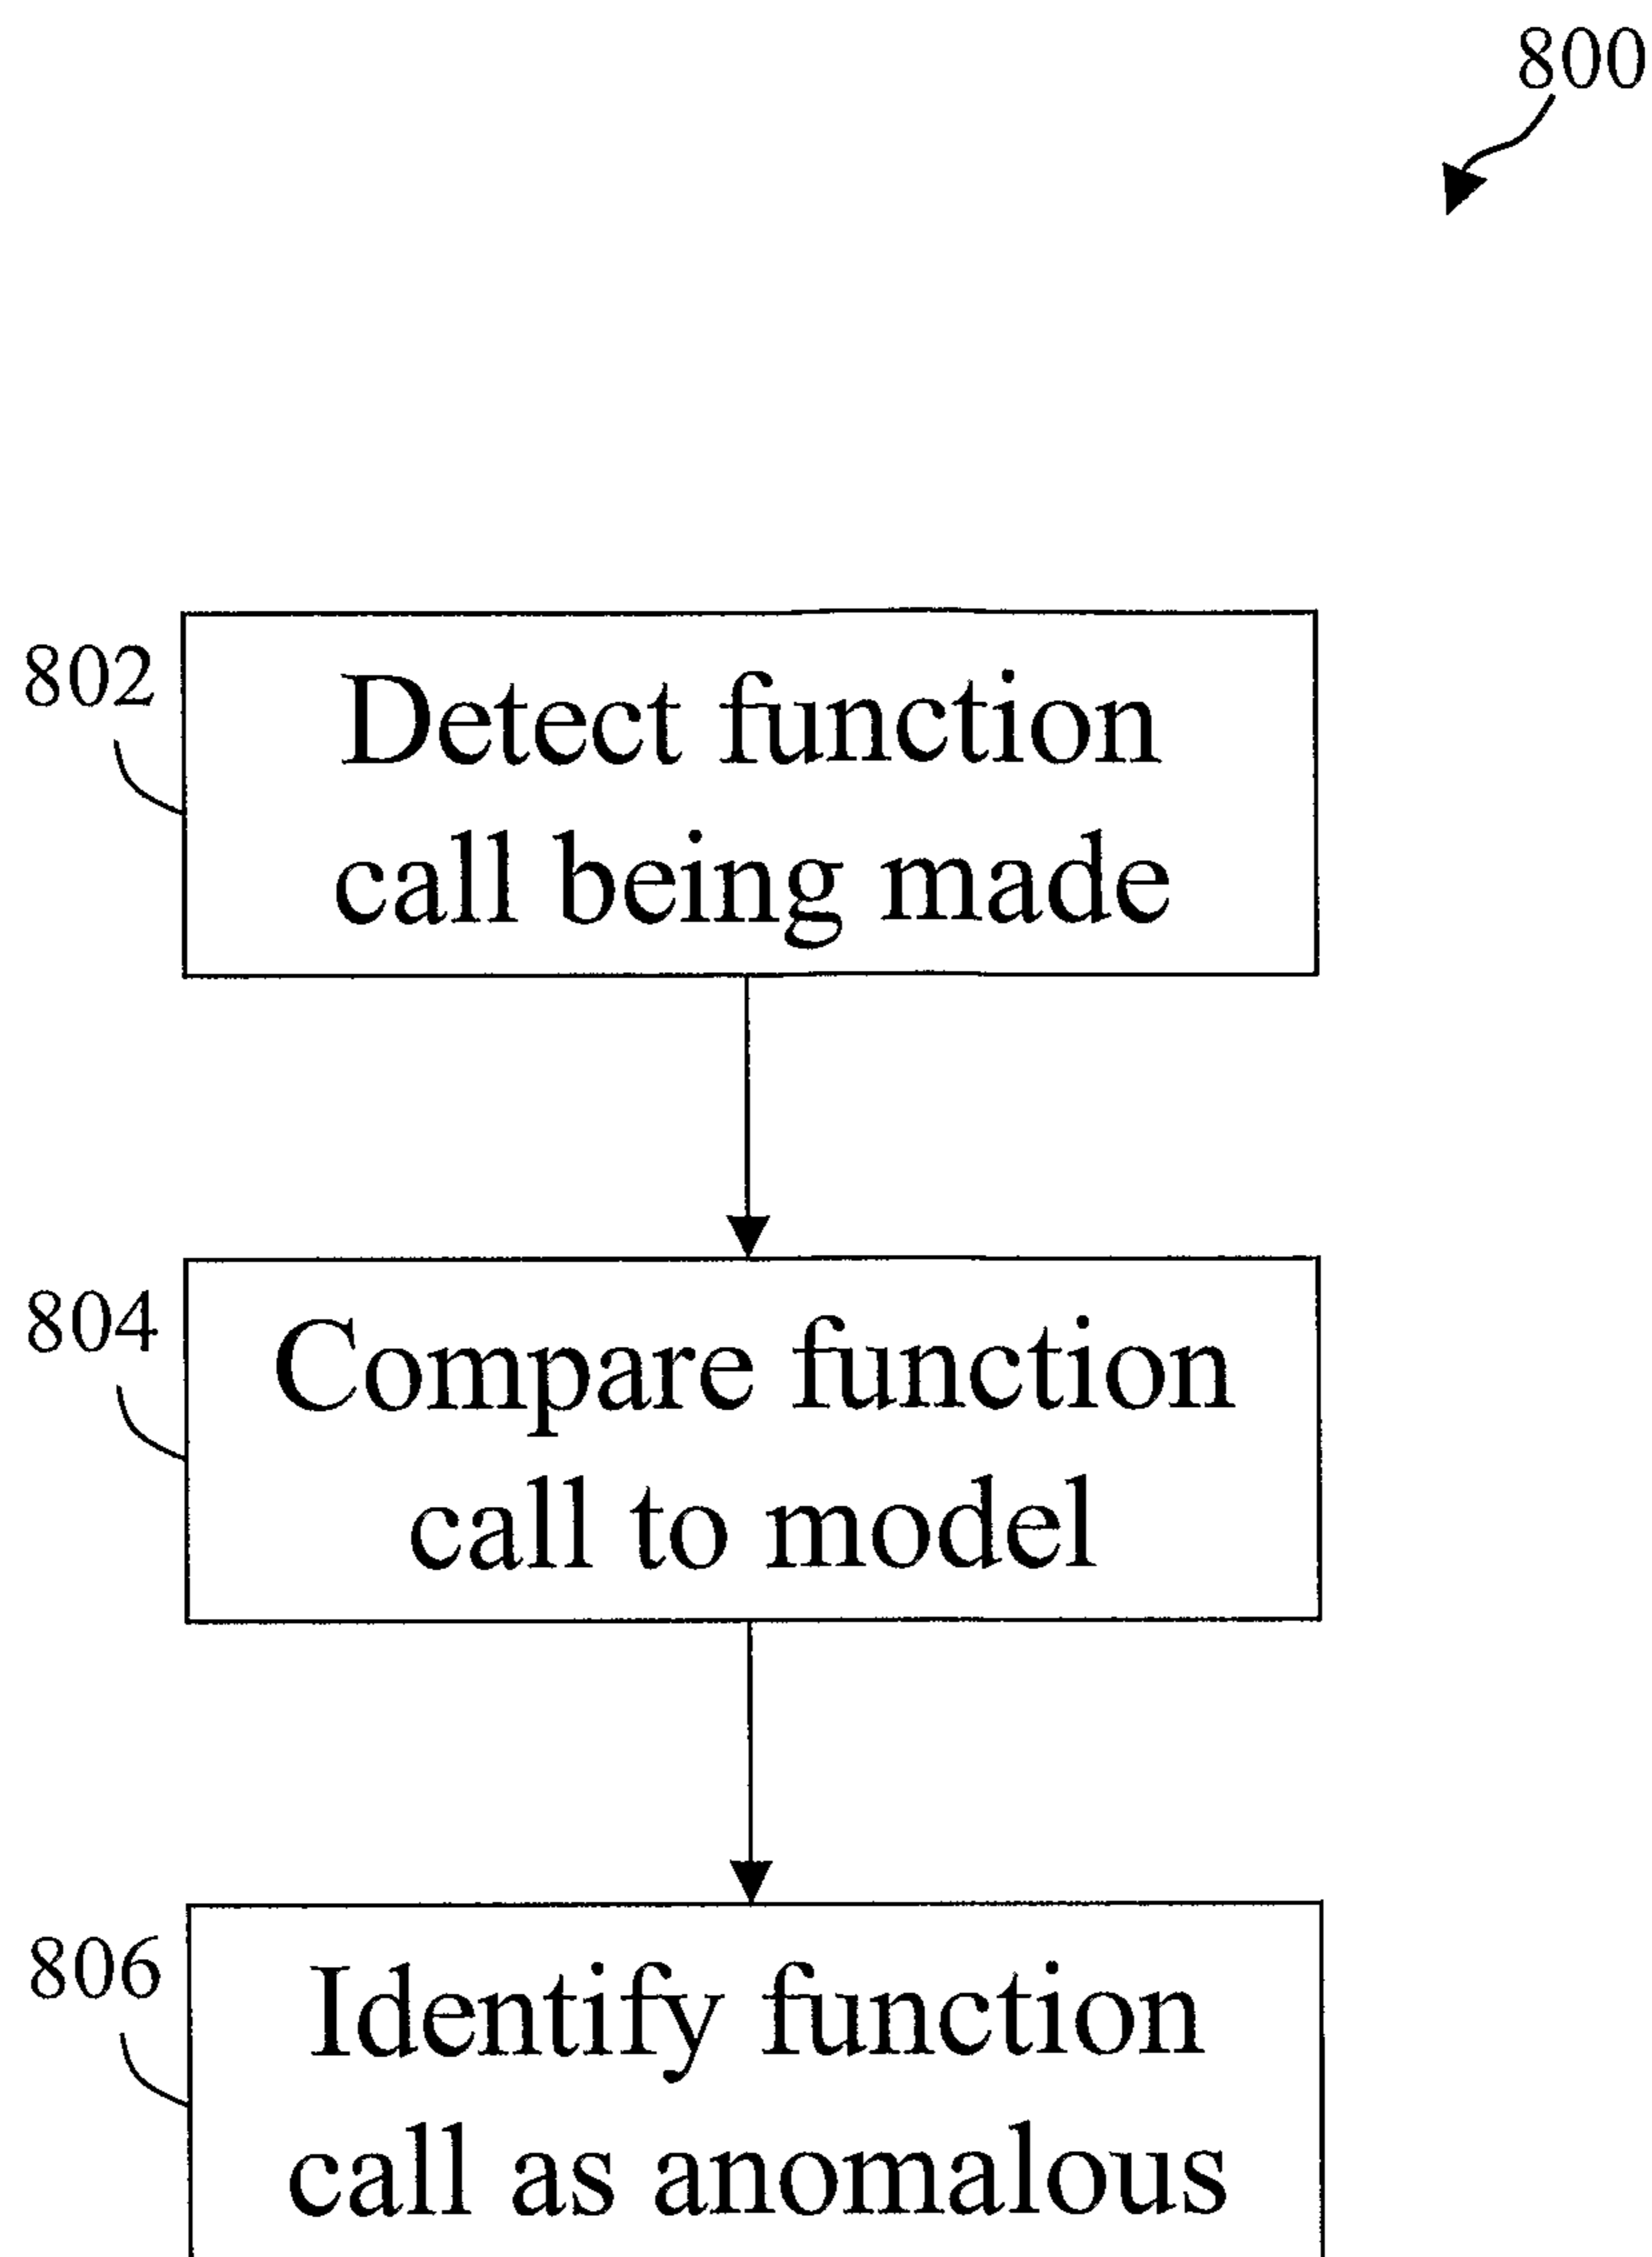 800
802
Detect function
call being made
804
Compare function
call to model
806
Identify function
call as anomalous